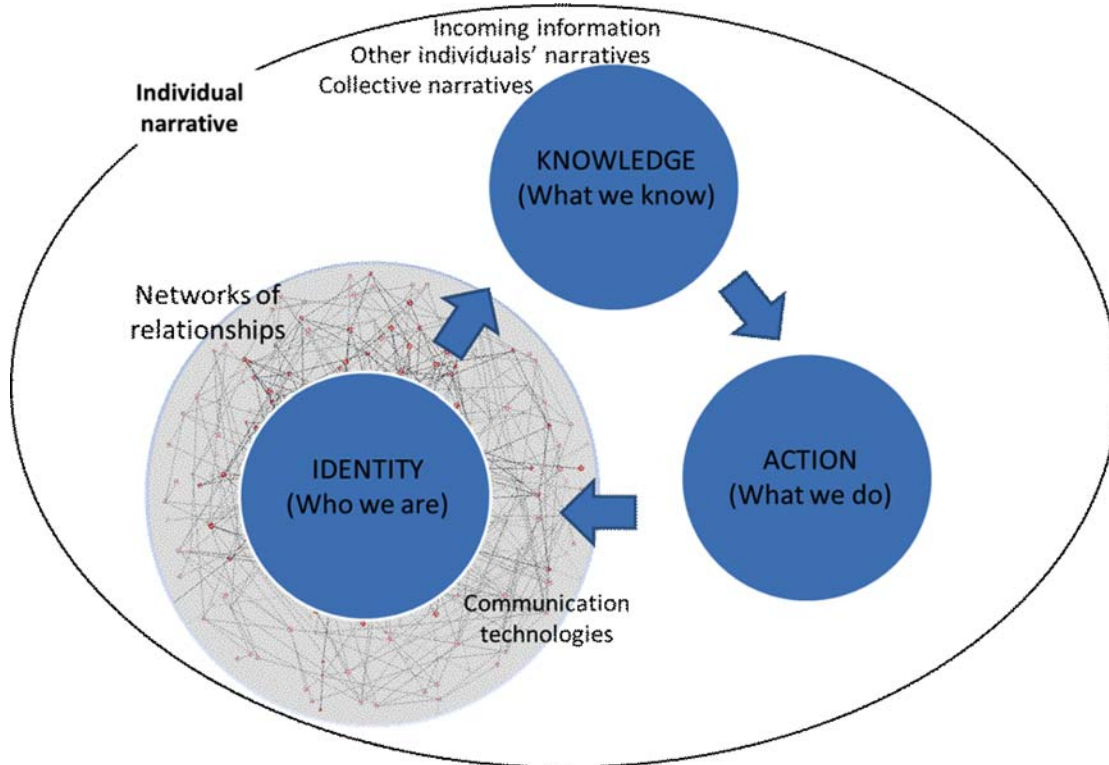 Incoming information
Other individuals’ narratives
Collective narratives
Individual
narrative
KNOWLEDGE
(What we know)
Networks of
relationships
IDENTITY
(Who we are)
ACTION
(What we do)
Communication
technologies